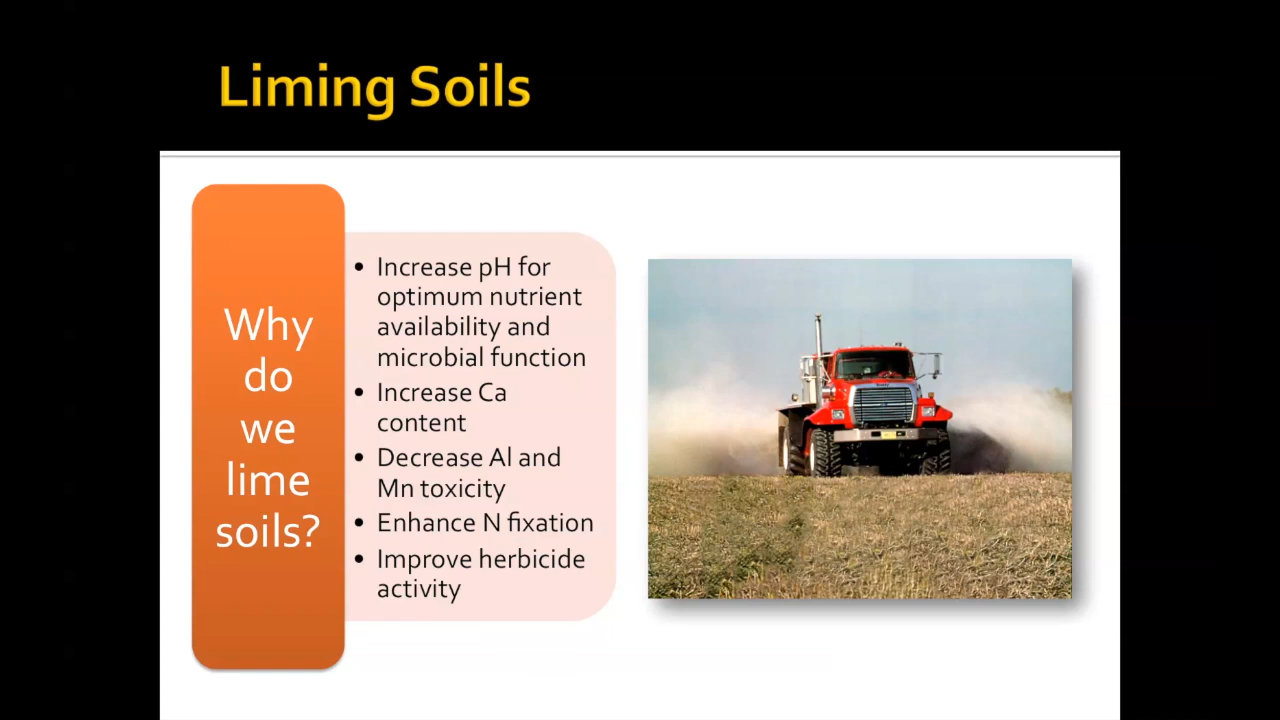 Liming Soils
Why
do
we
lime
soils?
• Increase pH for
optimum nutrient
availability and
microbial function
• Increase Ca
content
• Decrease Al and
Mn toxicity
• Enhance N fixation
• Improve herbicide
activity